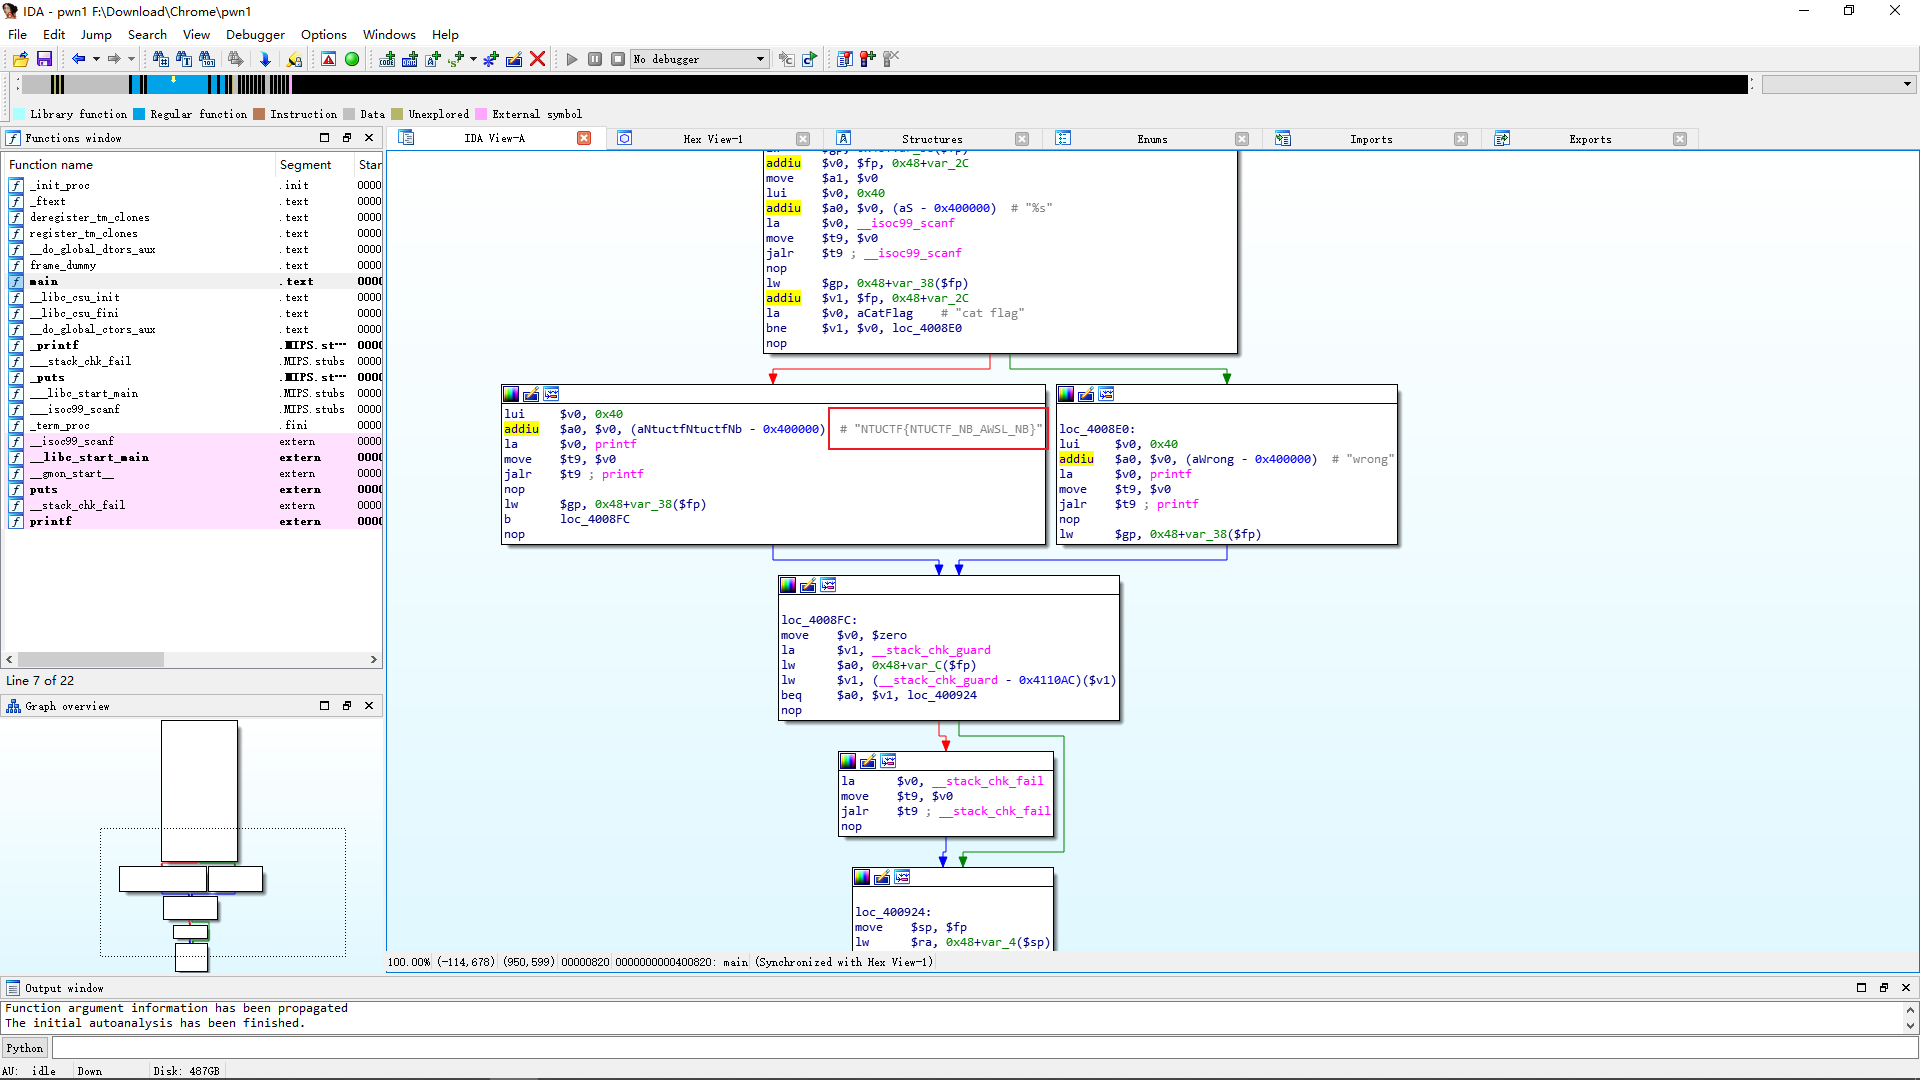 IDA - pwn1 F:\Download\Chrome\pwn1
File Edit Jump Search View Debugger Options Windows Help
No debugger
Library function Regular function Instruction Data Unexplored External symbol
Functions window
IDA View-A Hex View-1 Structures Enums Imports Exports
Function name Segment Star
_init_proc .init 0000
_ftext .text 0000
deregister_tm_clones .text 0000
register_tm_clones .text 0000
__do_global_dtors_aux .text 0000
frame_dummy .text 0000
main .text 0000
__libc_csu_init .text 0000
__libc_csu_fini .text 0000
__do_global_ctors_aux .text 0000
_printf .MIPS.st… 0000
___stack_chk_fail .MIPS.stubs 0000
_puts .MIPS.st… 0000
___libc_start_main .MIPS.stubs 0000
___isoc99_scanf .MIPS.stubs 0000
_term_proc .fini 0000
__isoc99_scanf extern 0000
__libc_start_main extern 0000
__gmon_start__ extern 0000
puts extern 0000
__stack_chk_fail extern 0000
printf extern 0000
Line 7 of 22
Graph overview
addiu $v0, $fp, 0x48+var_2C
move $a1, $v0
lui $v0, 0x40
addiu $a0, $v0, (aS - 0x400000) # "%s"
la $v0, __isoc99_scanf
move $t9, $v0
jalr $t9 ; __isoc99_scanf
nop
lw $gp, 0x48+var_38($fp)
addiu $v1, $fp, 0x48+var_2C
la $v0, aCatFlag # "cat flag"
bne $v1, $v0, loc_4008E0
nop
lui $v0, 0x40
addiu $a0, $v0, (aNtuctfNtuctfNb - 0x400000) # "NTUCTF{NTUCTF_NB_AWSL_NB}"
la $v0, printf
move $t9, $v0
jalr $t9 ; printf
nop
lw $gp, 0x48+var_38($fp)
b loc_4008FC
nop
loc_4008E0:
lui $v0, 0x40
addiu $a0, $v0, (aWrong - 0x400000) # "wrong"
la $v0, printf
move $t9, $v0
jalr $t9 ; printf
nop
lw $gp, 0x48+var_38($fp)
loc_4008FC:
move $v0, $zero
la $v1, __stack_chk_guard
lw $a0, 0x48+var_C($fp)
lw $v1, (__stack_chk_guard - 0x4110AC)($v1)
beq $a0, $v1, loc_400924
nop
la $v0, __stack_chk_fail
move $t9, $v0
jalr $t9 ; __stack_chk_fail
nop
loc_400924:
move $sp, $fp
lw $ra, 0x48+var_4($sp)
100.00% (-114,678) (950,599) 00000820 0000000000400820: main (Synchronized with Hex View-1)
Output window
Function argument information has been propagated
The initial autoanalysis has been finished.
Python
AU: idle Down Disk: 487GB